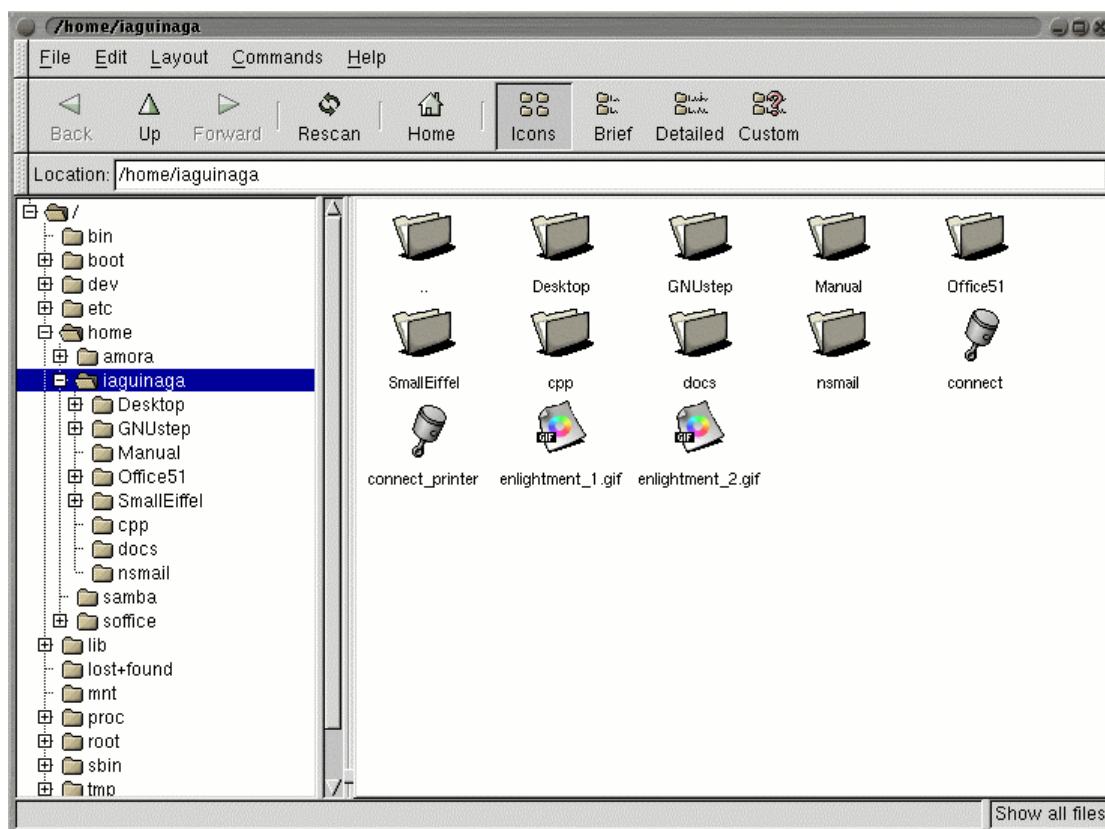 /home/iaguinaga
File Edit Layout Commands Help
Back Up Forward Rescan Home Icons Brief Detailed Custom
Location: /home/iaguinaga
/
bin
boot
dev
etc
home
amora
iaguinaga
Desktop
GNUstep
Manual
Office51
SmallEiffel
cpp
docs
nsmail
samba
soffice
lib
lost+found
mnt
proc
root
sbin
tmp
.. Desktop GNUstep Manual Office51
SmallEiffel cpp docs nsmail connect
GIF GIF
connect_printer enlightment_1.gif enlightment_2.gif
Show all files